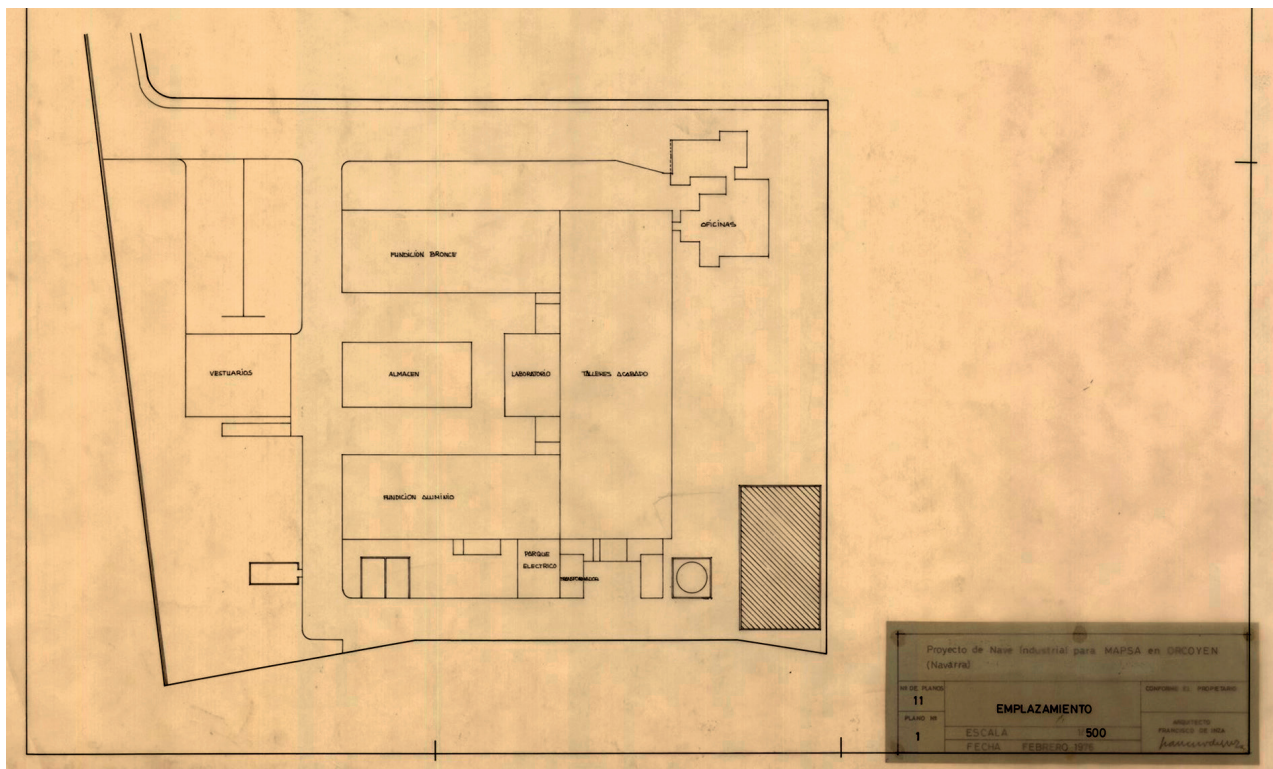 OFICINAS
FUNDICION BRONCE
VESTUARIOS
ALMACEN
LABORATORIO
TALLERES ACABADO
FUNDICION ALUMINIO
PARQUE
ELECTRICO
TRANSFORMADOR
Proyecto de Nave Industrial para MAPSA en ORCOYEN
(Navarra)
Nº DE PLANOS
11
PLANO Nº
1
EMPLAZAMIENTO
ESCALA 500
FECHA FEBRERO 1976
CONFORME EL PROPIETARIO
ARQUITECTO
FRANCISCO DE INZA